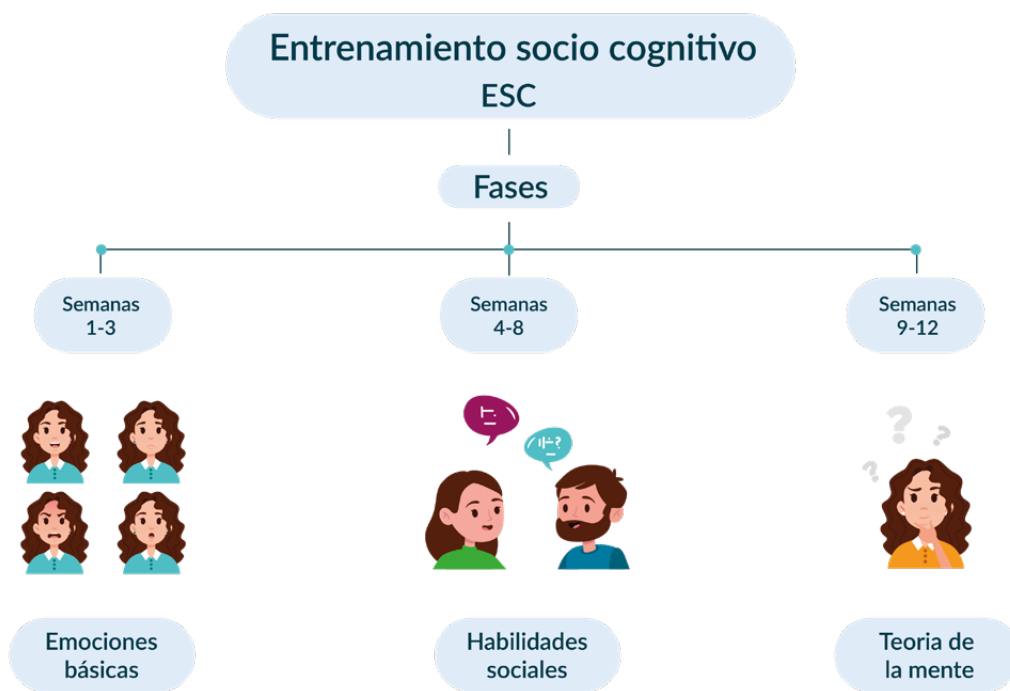 Entrenamiento socio cognitivo
ESC
Fases
Semanas
1-3
Semanas
4-8
Semanas
9-12
?
?
?
Emociones
básicas
Habilidades
sociales
Teoria de
la mente